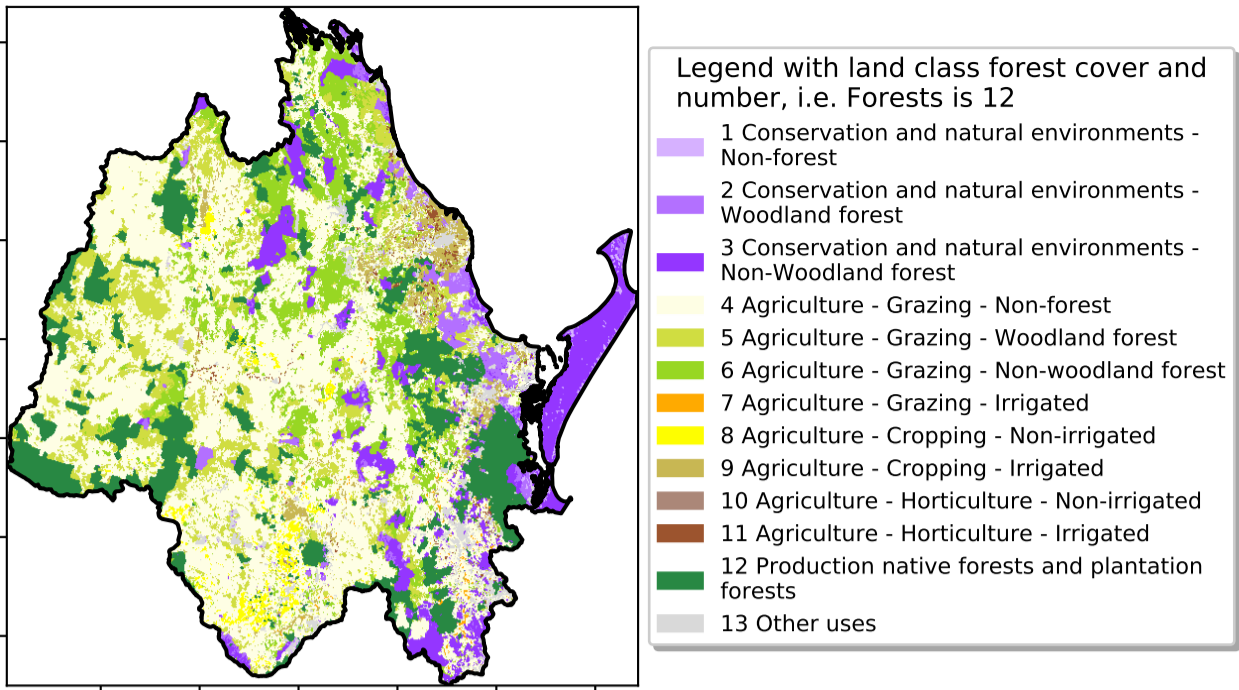 Legend with land class forest cover and
number, i.e. Forests is 12
1 Conservation and natural environments -
Non-forest
2 Conservation and natural environments -
Woodland forest
3 Conservation and natural environments -
Non-Woodland forest
4 Agriculture - Grazing - Non-forest
5 Agriculture - Grazing - Woodland forest
6 Agriculture - Grazing - Non-woodland forest
7 Agriculture - Grazing - Irrigated
8 Agriculture - Cropping - Non-irrigated
9 Agriculture - Cropping - Irrigated
10 Agriculture - Horticulture - Non-irrigated
11 Agriculture - Horticulture - Irrigated
12 Production native forests and plantation
forests
13 Other uses